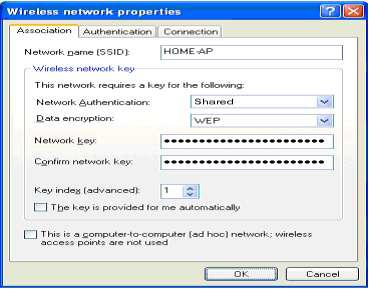 Wireless network properties
Association Authentication Connection
Network name (SSID): HOME-AP
Wireless network key
This network requires a key for the following:
Network Authentication: Shared
Data encryption: WEP
Network key: ••••••••••••••••••••••••••
Confirm network key: ••••••••••••••••••••••••••
Key index (advanced): 1
The key is provided for me automatically
This is a computer-to-computer (ad hoc) network; wireless
access points are not used
OK Cancel